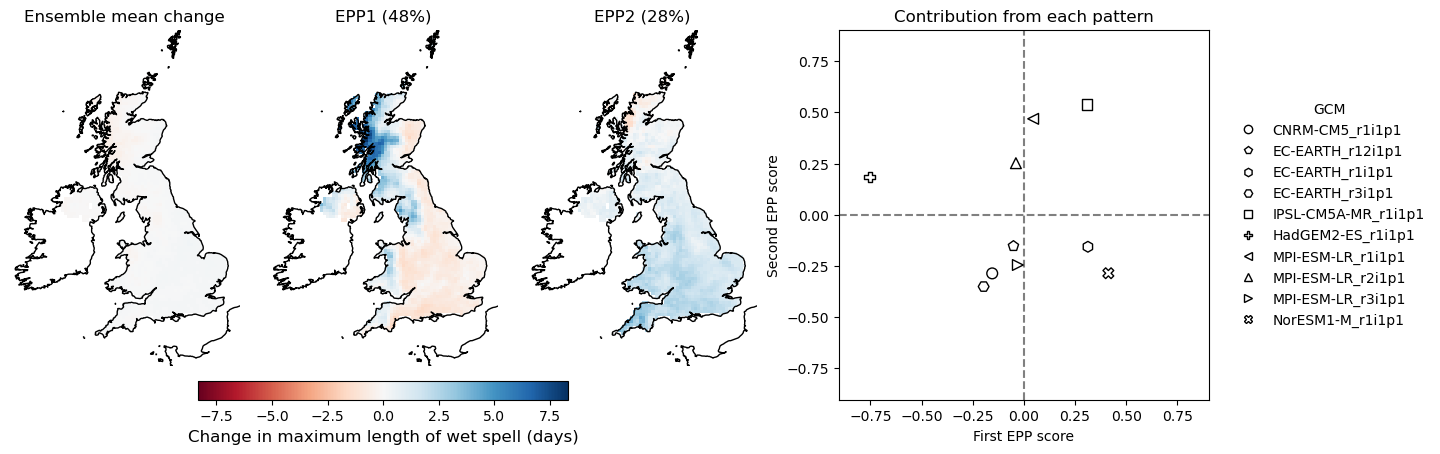 Ensemble mean change
EPP1 (48%)
EPP2 (28%)
−7.5 −5.0 −2.5 0.0 2.5 5.0 7.5
Change in maximum length of wet spell (days)
Contribution from each pattern
Second EPP score
0.75
0.50
0.25
0.00
−0.25
−0.50
−0.75
−0.75 −0.50 −0.25 0.00 0.25 0.50 0.75
First EPP score
GCM
CNRM-CM5_r1i1p1
EC-EARTH_r12i1p1
EC-EARTH_r1i1p1
EC-EARTH_r3i1p1
IPSL-CM5A-MR_r1i1p1
HadGEM2-ES_r1i1p1
MPI-ESM-LR_r1i1p1
MPI-ESM-LR_r2i1p1
MPI-ESM-LR_r3i1p1
NorESM1-M_r1i1p1